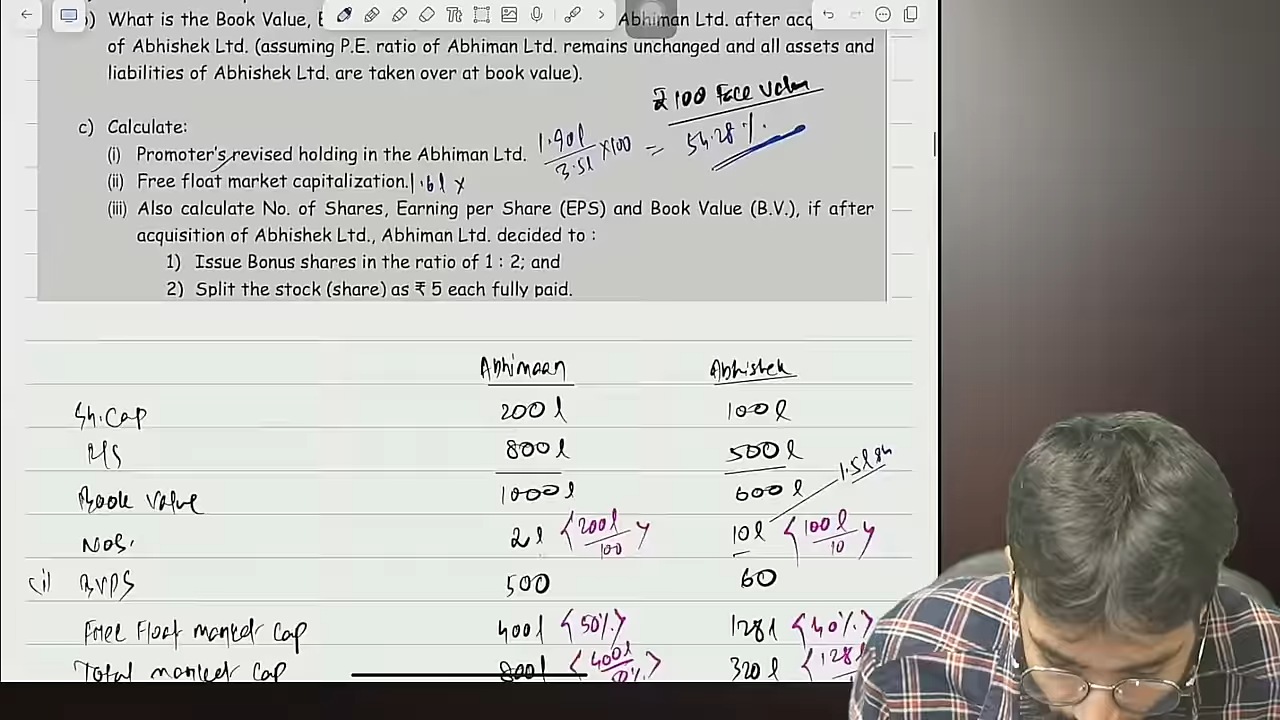 ) What is the Book Value, E Abhiman Ltd. after acq
of Abhishek Ltd. (assuming P.E. ratio of Abhiman Ltd. remains unchanged and all assets and
liabilities of Abhishek Ltd. are taken over at book value).
₹100 Face Value
c) Calculate:
(i) Promoter's revised holding in the Abhiman Ltd. 1.90l/3.5l ×100 = 54.28%.
(ii) Free float market capitalization. 1.6l ×
(iii) Also calculate No. of Shares, Earning per Share (EPS) and Book Value (B.V.), if after
acquisition of Abhishek Ltd., Abhiman Ltd. decided to :
1) Issue Bonus shares in the ratio of 1 : 2; and
2) Split the stock (share) as ₹ 5 each fully paid.
Abhimaan Abhishek
Sh. Cap 200 l 100 l
R/S 800 l 500 l
1.5l sh
Book Value 1000 l 600 l
NOS. 2 l {200 l/100} 10 l {100 l/10}
(i) BVPS 500 60
Free Float market cap 400 l {50%} 128 l {40%}
Total market cap 800 l 320 l